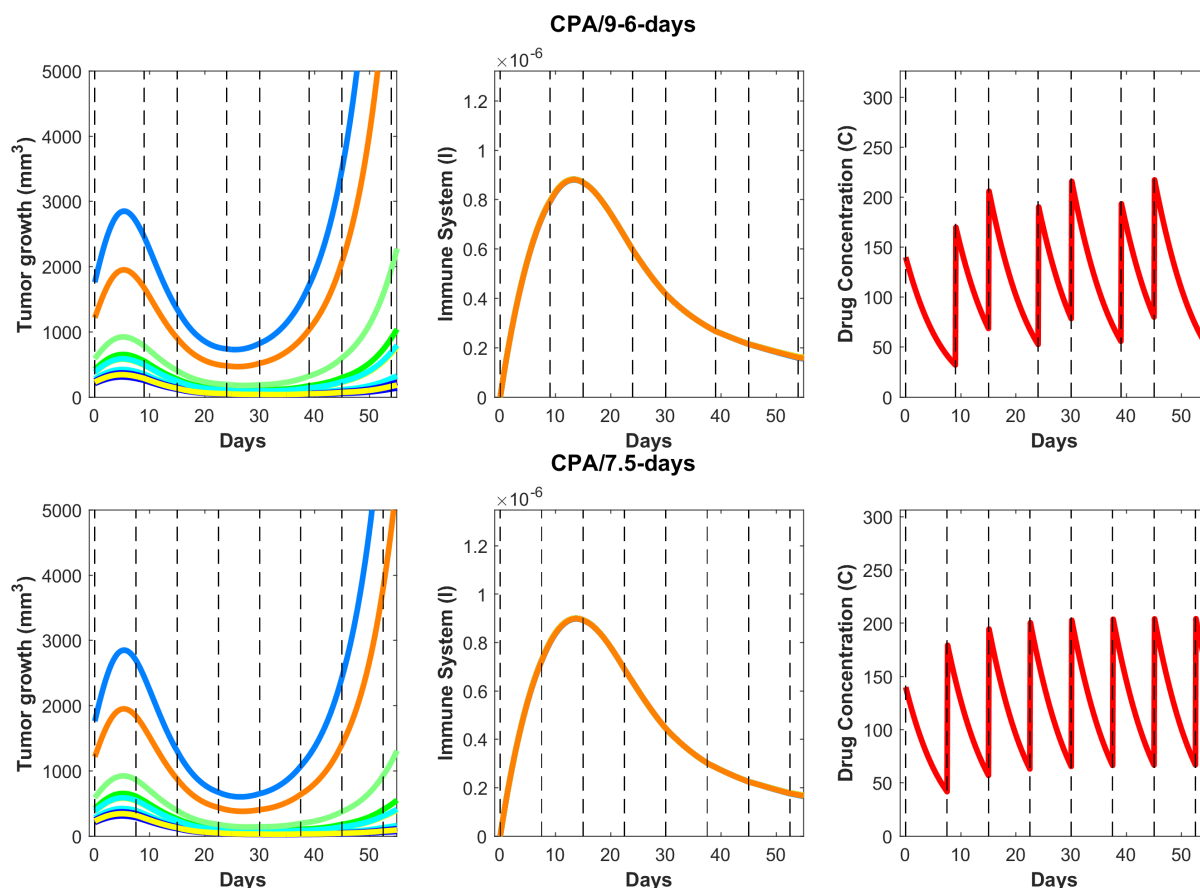 CPA/9-6-days
5000
4000
3000
2000
1000
0
Tumor growth (mm3)
0 10 20 30 40 50
Days
×10-6
1.2
1
0.8
0.6
0.4
0.2
0
Immune System (I)
0 10 20 30 40 50
Days
300
250
200
150
100
50
0
Drug Concentration (C)
0 10 20 30 40 50
Days
CPA/7.5-days
5000
4000
3000
2000
1000
0
Tumor growth (mm3)
0 10 20 30 40 50
Days
×10-6
1.2
1
0.8
0.6
0.4
0.2
0
Immune System (I)
0 10 20 30 40 50
Days
300
250
200
150
100
50
0
Drug Concentration (C)
0 10 20 30 40 50
Days